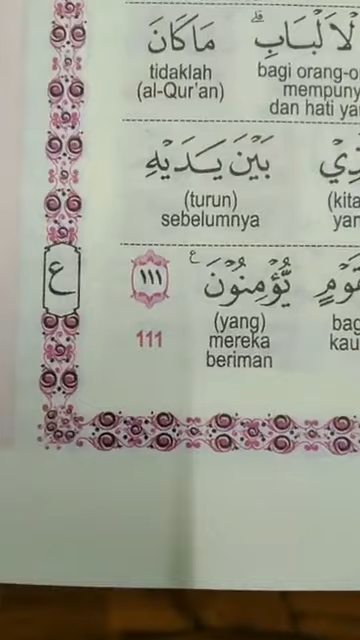 مَا كَانَ لْاَلْبَابِۗ
tidaklah bagi orang-o
(al-Qur'an) mempuny
dan hati ya
بَيْنَ يَدَيْهِ
(turun) (kita
sebelumnya yan
ع
يُّؤْمِنُوْنَ ࣖ ١١١
(yang) bag
111 mereka kau
beriman